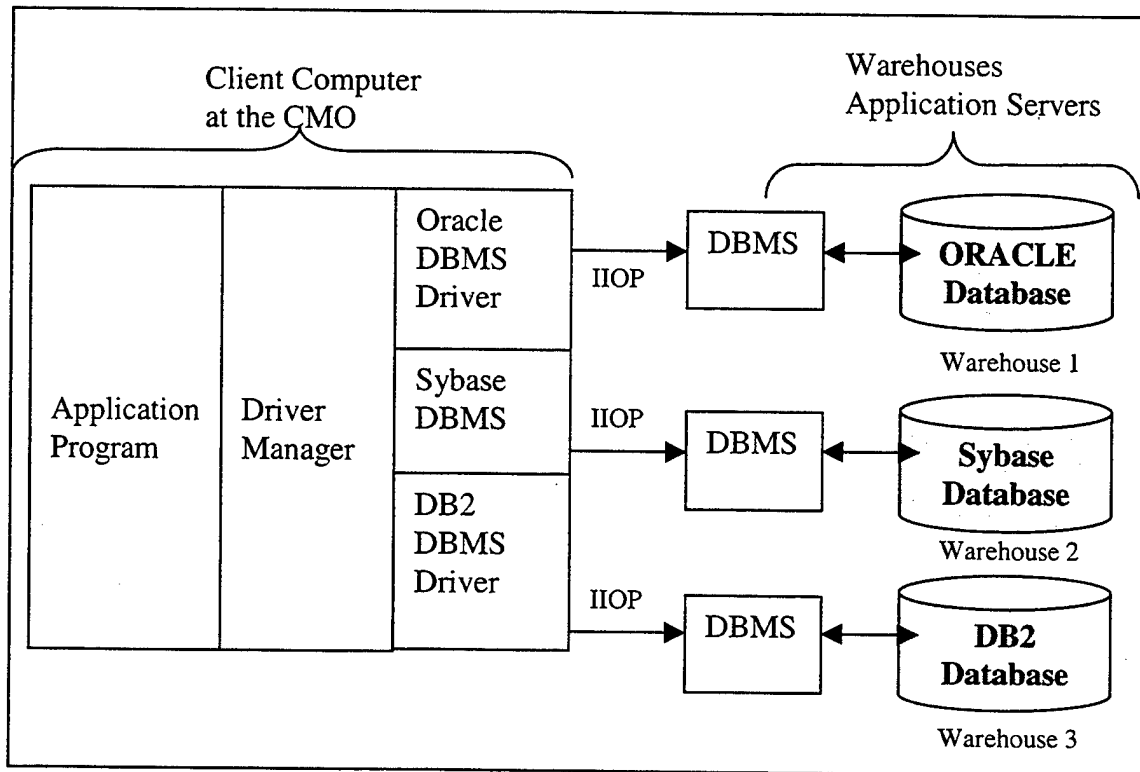 Client Computer
at the CMO
Warehouses
Application Servers
Application
Program
Driver
Manager
Oracle
DBMS
Driver
Sybase
DBMS
DB2
DBMS
Driver
IIOP
DBMS
ORACLE
Database
Warehouse 1
IIOP
DBMS
Sybase
Database
Warehouse 2
IIOP
DBMS
DB2
Database
Warehouse 3